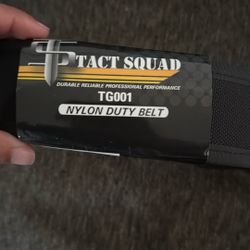 TACT SQUAD
DURABLE RELIABLE PROFESSIONAL PERFORMANCE
TG001
NYLON DUTY BELT